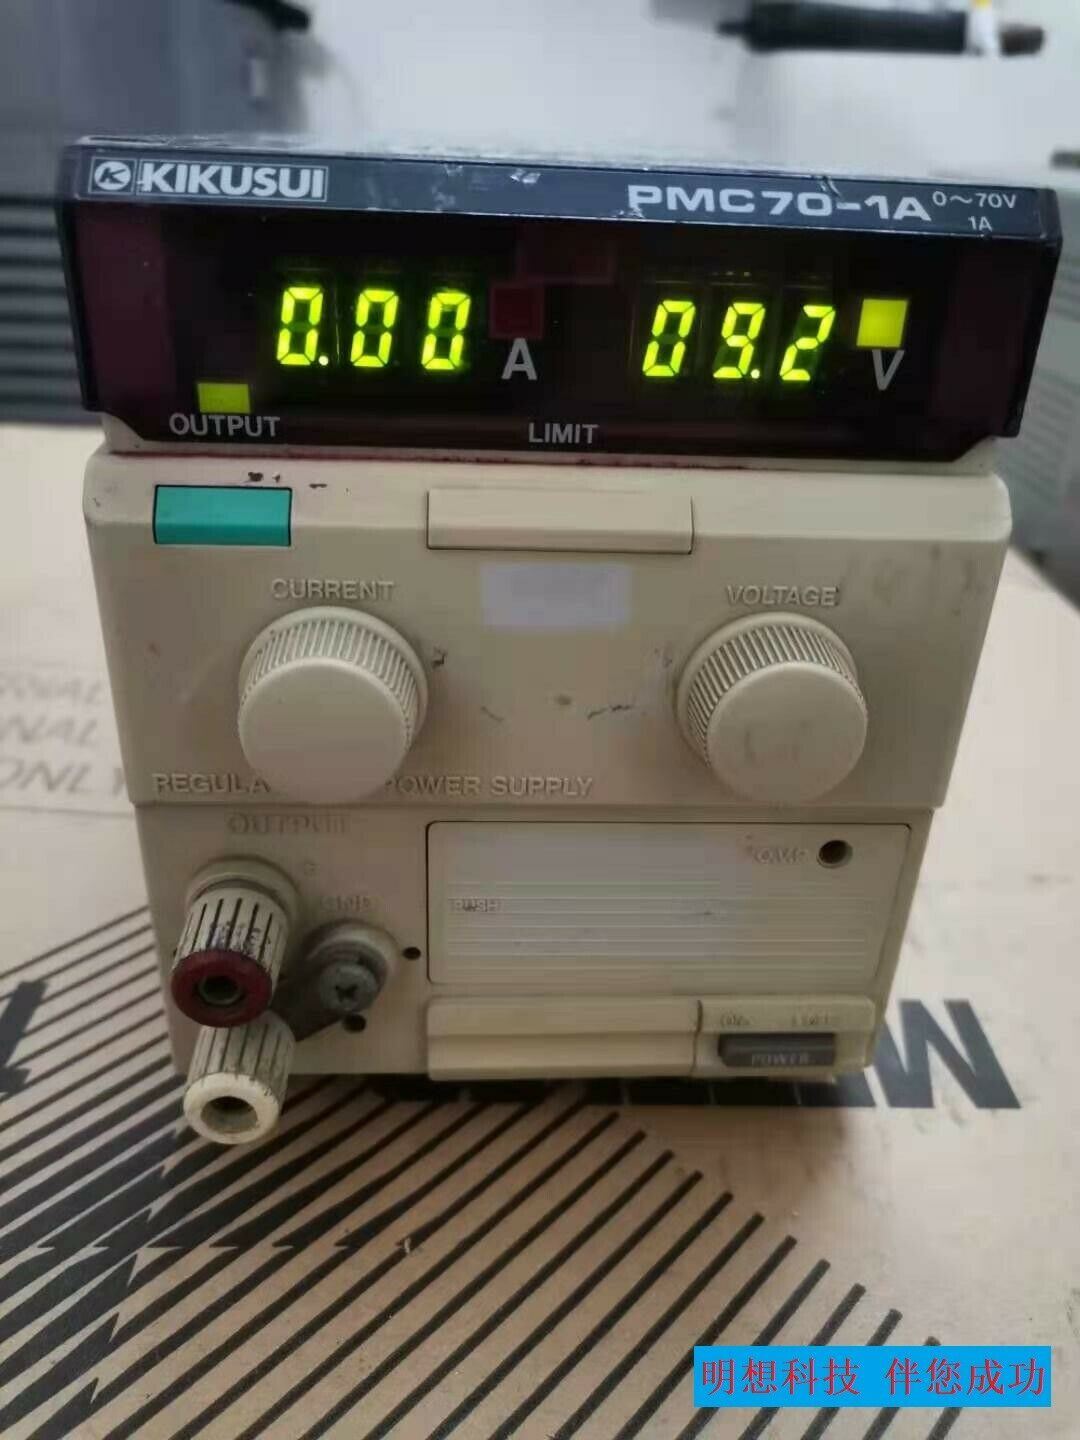 KIKUSUI
PMC70-1A 0~70V 1A
0.00 A
09.2 V
OUTPUT
LIMIT
CURRENT
VOLTAGE
POWER SUPPLY
OUTPUT
GND
O.V.P
PUSH
POWER
ONLY
明想科技 伴您成功